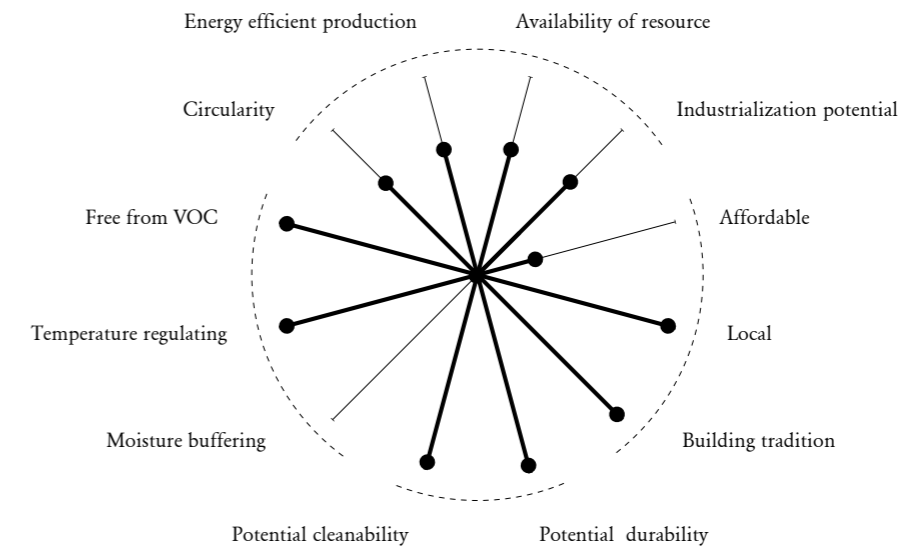 Energy efficient production
Availability of resource
Circularity
Industrialization potential
Free from VOC
Affordable
Temperature regulating
Local
Moisture buffering
Building tradition
Potential cleanability
Potential durability